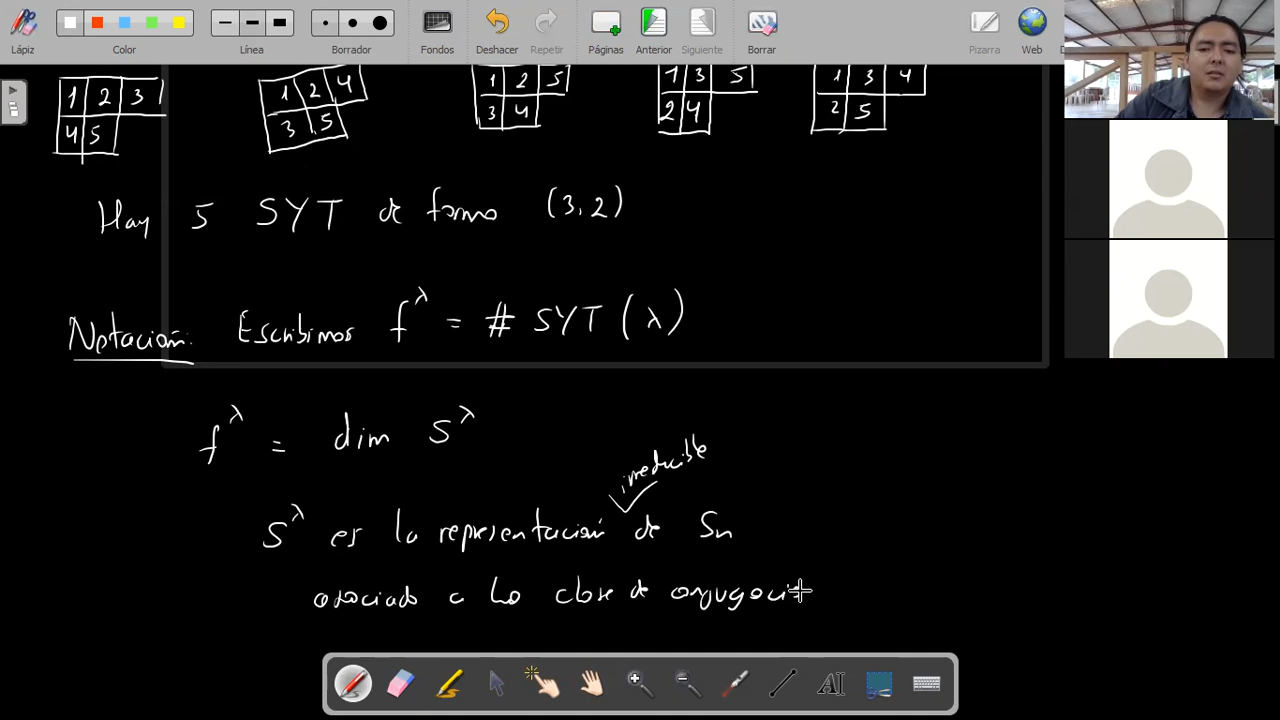 Lápiz Color Línea Borrador Fondos Deshacer Repetir Páginas Anterior Siguiente Borrar Pizarra Web
1 2 3 1 2 4 1 2 5 1 3 5 1 3 4
4 5 3 5 3 4 2 4 2 5
Hay 5 SYT de forma (3,2)
Notación: Escribimos f^λ = # SYT (λ)
f^λ = dim S^λ
irreducible
S^λ es la representación de Sn
asociado a la clase de conjugaci
AI